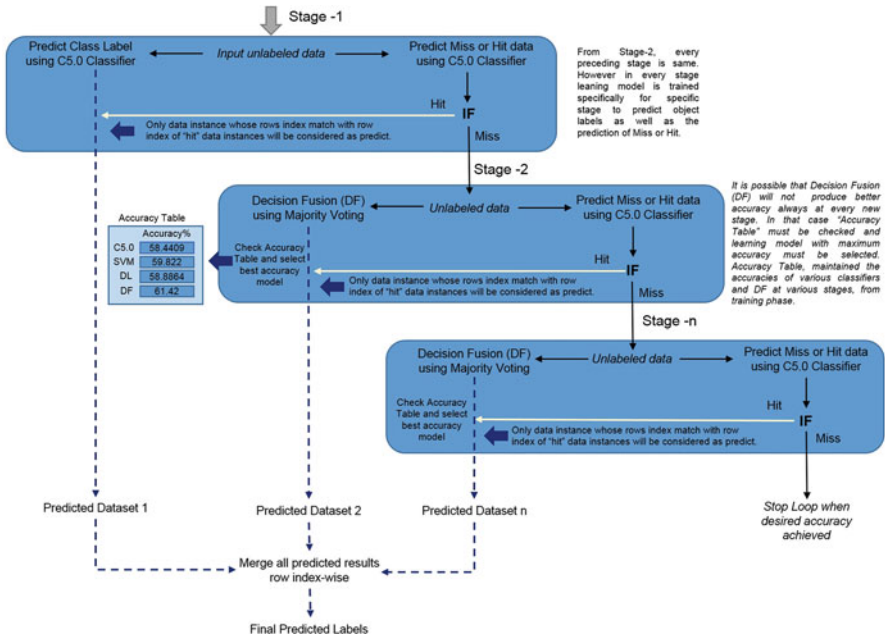 Stage -1
Predict Class Label
using C5.0 Classifier
Input unlabeled data
Predict Miss or Hit data
using C5.0 Classifier
Hit
IF
Miss
Only data instance whose rows index match with row
index of "hit" data instances will be considered as predict.
From Stage-2, every
preceding stage is same.
However in every stage
leaning model is trained
specifically for specific
stage to predict object
labels as well as the
prediction of Miss or Hit.
Stage -2
Decision Fusion (DF)
using Majority Voting
Unlabeled data
Predict Miss or Hit data
using C5.0 Classifier
Check Accuracy
Table and select
best accuracy
model
Hit
IF
Miss
Only data instance whose rows index match with row
index of "hit" data instances will be considered as predict.
Accuracy Table
Accuracy%
C5.0 58.4409
SVM 59.822
DL 58.8864
DF 61.42
It is possible that Decision Fusion
(DF) will not produce better
accuracy always at every new
stage. In that case "Accuracy
Table" must be checked and
learning model with maximum
accuracy must be selected.
Accuracy Table, maintained the
accuracies of various classifiers
and DF at various stages, from
training phase.
Stage -n
Decision Fusion (DF)
using Majority Voting
Unlabeled data
Predict Miss or Hit data
using C5.0 Classifier
Check Accuracy
Table and select
best accuracy
model
Hit
IF
Miss
Only data instance whose rows index match with row
index of "hit" data instances will be considered as predict.
Predicted Dataset 1
Predicted Dataset 2
Predicted Dataset n
Stop Loop when
desired accuracy
achieved
Merge all predicted results
row index-wise
Final Predicted Labels